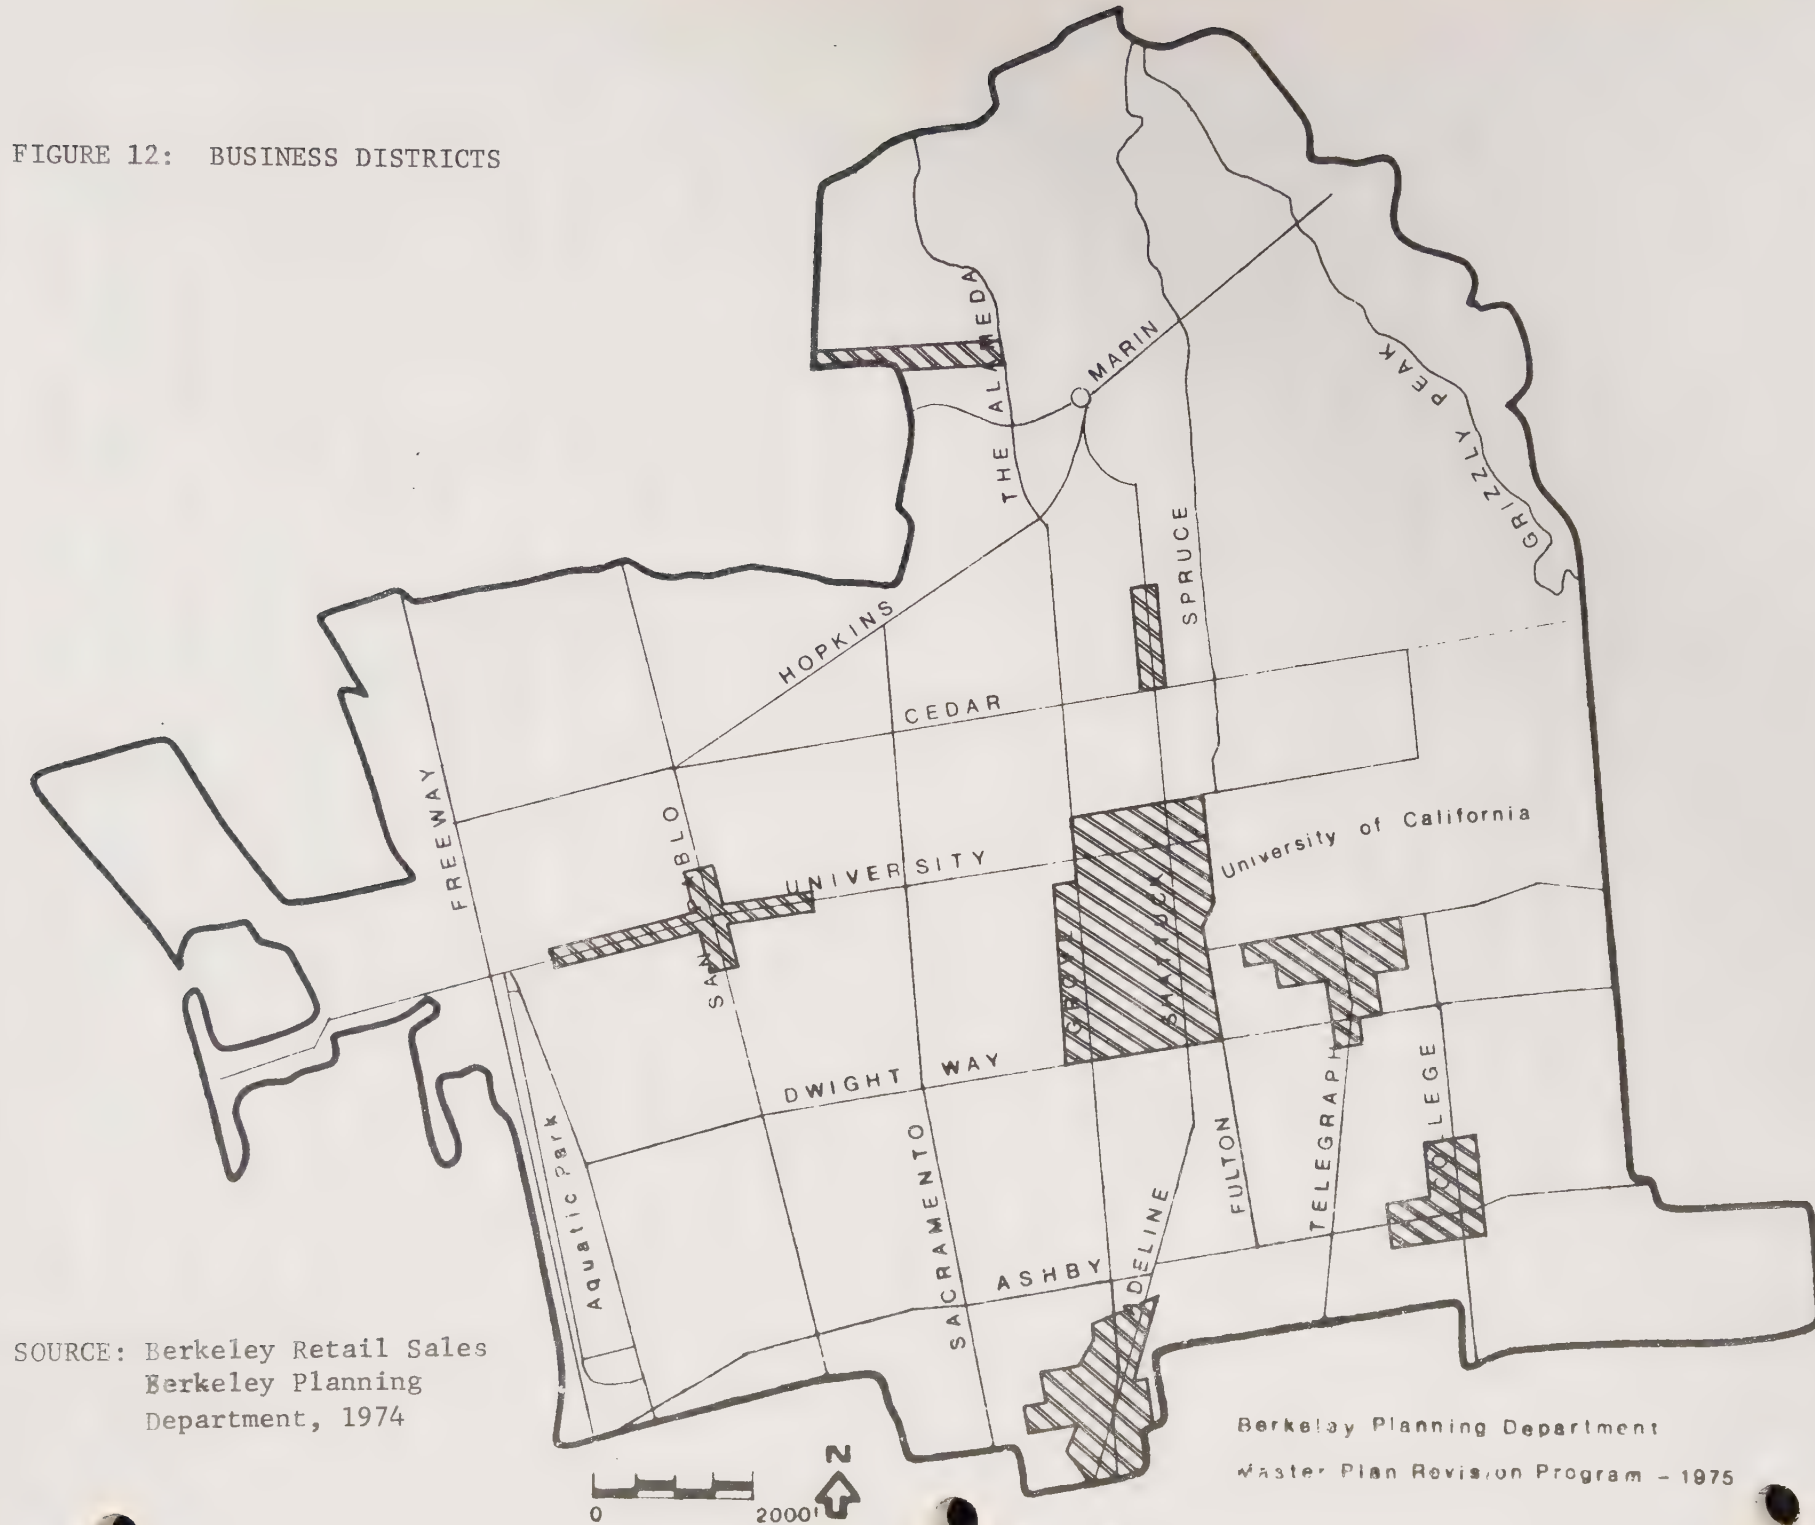 FIGURE 12: BUSINESS DISTRICTS
THE ALAMEDA
MARIN
GRIZZLY PEAK
SPRUCE
HOPKINS
CEDAR
FREEWAY
SAN PABLO
UNIVERSITY
University of California
GROVE
SHATTUCK
DWIGHT WAY
Aquatic Park
SACRAMENTO
FULTON
TELEGRAPH
COLLEGE
ADELINE
ASHBY
SOURCE: Berkeley Retail Sales
Berkeley Planning
Department, 1974
N
0 2000'
Berkeley Planning Department
Master Plan Revision Program - 1975